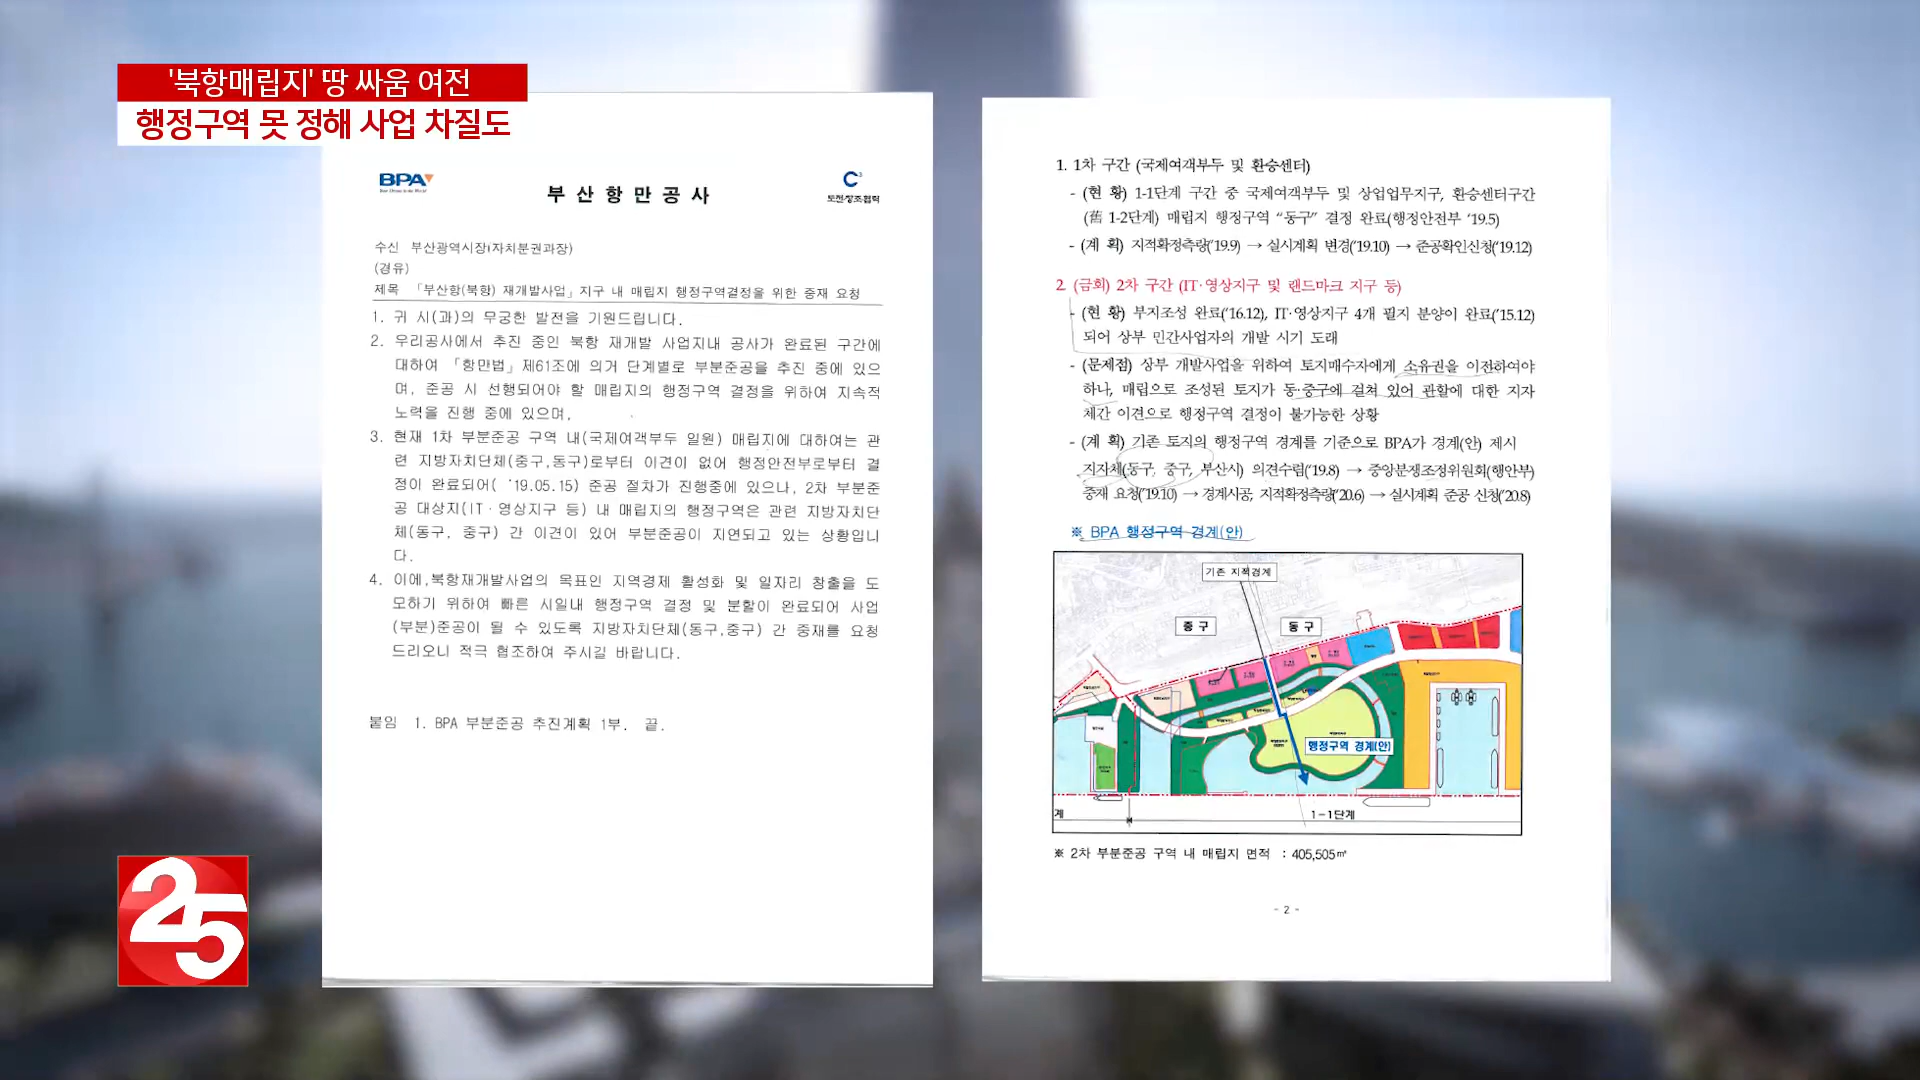 '북항매립지' 땅 싸움 여전
행정구역 못 정해 사업 차질도
BPA
부산항만공사
C3
도전·창조·협력
수신 부산광역시장(자치분권과장)
(경유)
제목 「부산항(북항) 재개발사업」지구 내 매립지 행정구역결정을 위한 중재 요청
1. 귀 시(과)의 무궁한 발전을 기원드립니다.
2. 우리공사에서 추진 중인 북항 재개발 사업지내 공사가 완료된 구간에
대하여 「항만법」제61조에 의거 단계별로 부분준공을 추진 중에 있으
며, 준공 시 선행되어야 할 매립지의 행정구역 결정을 위하여 지속적
노력을 진행 중에 있으며,
3. 현재 1차 부분준공 구역 내(국제여객부두 일원) 매립지에 대하여는 관
련 지방자치단체(중구,동구)로부터 이견이 없어 행정안전부로부터 결
정이 완료되어( '19.05.15) 준공 절차가 진행중에 있으나, 2차 부분준
공 대상지(IT·영상지구 등) 내 매립지의 행정구역은 관련 지방자치단
체(동구, 중구) 간 이견이 있어 부분준공이 지연되고 있는 상황입니
다.
4. 이에,북항재개발사업의 목표인 지역경제 활성화 및 일자리 창출을 도
모하기 위하여 빠른 시일내 행정구역 결정 및 분할이 완료되어 사업
(부분)준공이 될 수 있도록 지방자치단체(동구,중구) 간 중재를 요청
드리오니 적극 협조하여 주시길 바랍니다.
붙임 1. BPA 부분준공 추진계획 1부. 끝.
1. 1차 구간 (국제여객부두 및 환승센터)
- (현 황) 1-1단계 구간 중 국제여객부두 및 상업업무지구, 환승센터구간
(舊 1-2단계) 매립지 행정구역 “동구” 결정 완료(행정안전부 '19.5)
- (계 획) 지적확정측량('19.9) → 실시계획 변경('19.10) → 준공확인신청('19.12)
2. (금회) 2차 구간 (IT·영상지구 및 랜드마크 지구 등)
- (현 황) 부지조성 완료('16.12), IT·영상지구 4개 필지 분양이 완료('15.12)
되어 상부 민간사업자의 개발 시기 도래
- (문제점) 상부 개발사업을 위하여 토지매수자에게 소유권을 이전하여야
하나, 매립으로 조성된 토지가 동·중구에 걸쳐 있어 관할에 대한 지자
체간 이견으로 행정구역 결정이 불가능한 상황
- (계 획) 기존 토지의 행정구역 경계를 기준으로 BPA가 경계(안) 제시
지자체(동구, 중구, 부산시) 의견수렴('19.8) → 중앙분쟁조정위원회(행안부)
중재 요청('19.10) → 경계시공, 지적확정측량('20.6) → 실시계획 준공 신청('20.8)
※ BPA 행정구역 경계(안)
기존 지적경계
중 구
동 구
행정구역 경계(안)
계
1-1단계
※ 2차 부분준공 구역 내 매립지 면적 : 405,505㎡
- 2 -
25